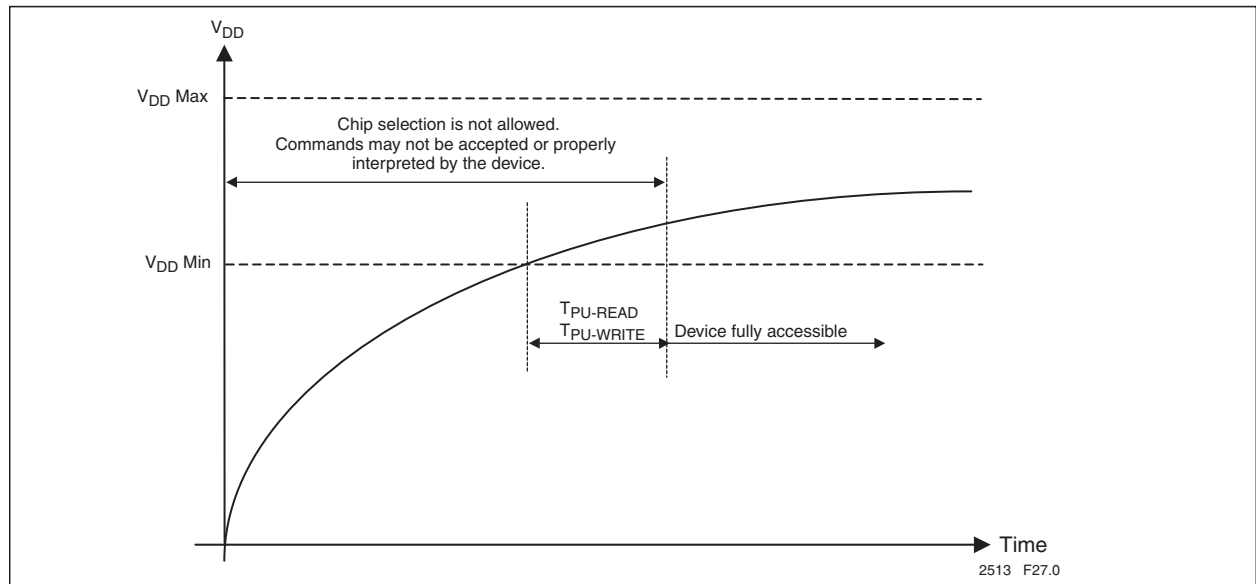 VDD
VDD Max
Chip selection is not allowed.
Commands may not be accepted or properly
interpreted by the device.
VDD Min
TPU-READ
TPU-WRITE
Device fully accessible
Time
2513 F27.0